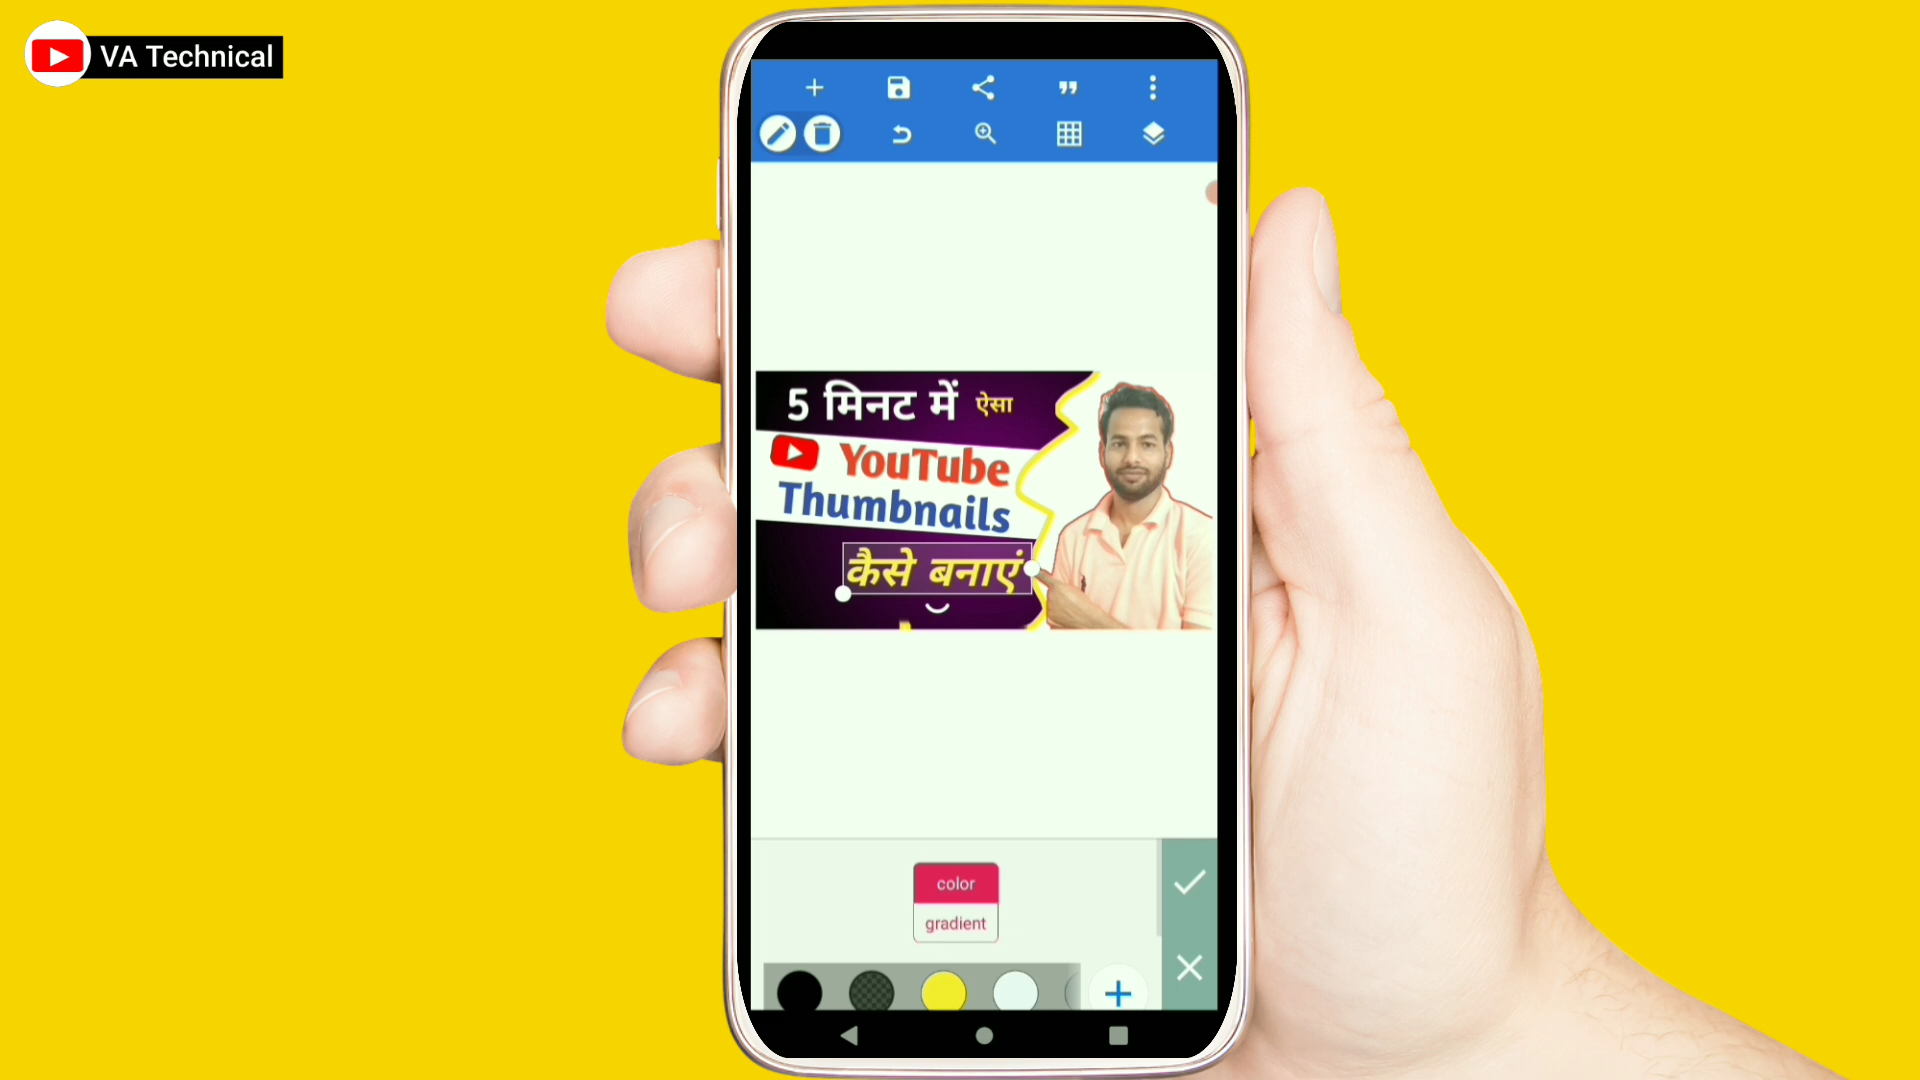 VA Technical
5 मिनट में ऐसा
YouTube
Thumbnails
कैसे बनाएं
color
gradient